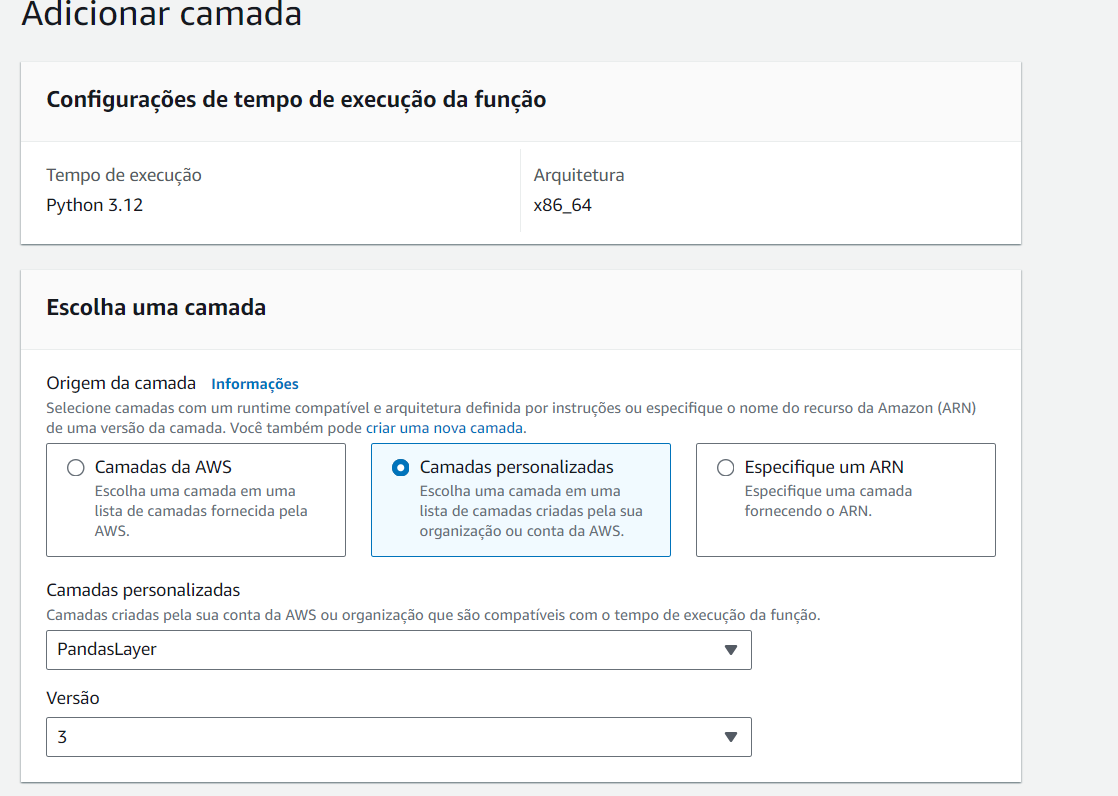 Adicionar camada
Configurações de tempo de execução da função
Tempo de execução
Python 3.12
Arquitetura
x86_64
Escolha uma camada
Origem da camada Informações
Selecione camadas com um runtime compatível e arquitetura definida por instruções ou especifique o nome do recurso da Amazon (ARN)
de uma versão da camada. Você também pode criar uma nova camada.
Camadas da AWS
Escolha uma camada em uma
lista de camadas fornecida pela
AWS.
Camadas personalizadas
Escolha uma camada em uma
lista de camadas criadas pela sua
organização ou conta da AWS.
Especifique um ARN
Especifique uma camada
fornecendo o ARN.
Camadas personalizadas
Camadas criadas pela sua conta da AWS ou organização que são compatíveis com o tempo de execução da função.
PandasLayer
Versão
3